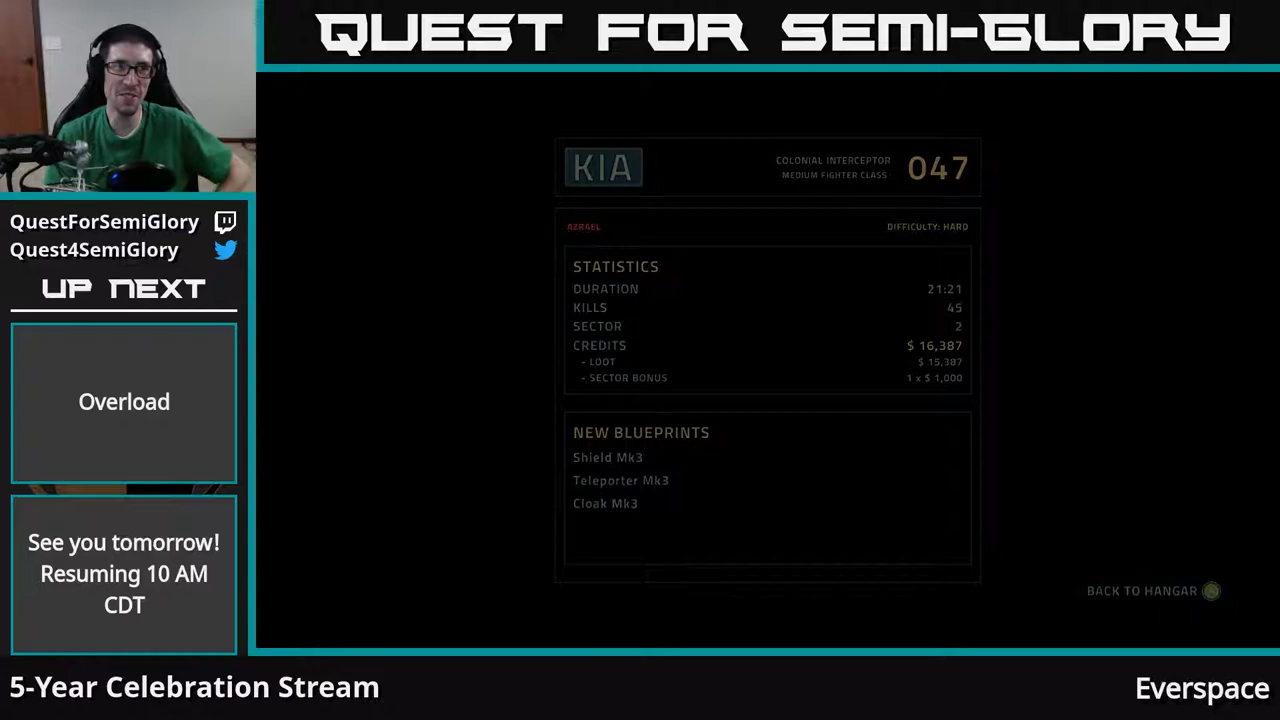 QUEST FOR SEMI-GLORY
QuestForSemiGlory
Quest4SemiGlory
UP NEXT
Overload
See you tomorrow!
Resuming 10 AM
CDT
KIA
COLONIAL INTERCEPTOR
MEDIUM FIGHTER CLASS
047
AZRAEL
DIFFICULTY: HARD
STATISTICS
DURATION 21:21
KILLS 45
SECTOR 2
CREDITS $ 16,387
- LOOT $ 15,387
- SECTOR BONUS 1 x $ 1,000
NEW BLUEPRINTS
Shield Mk3
Teleporter Mk3
Cloak Mk3
BACK TO HANGAR
5-Year Celebration Stream
Everspace